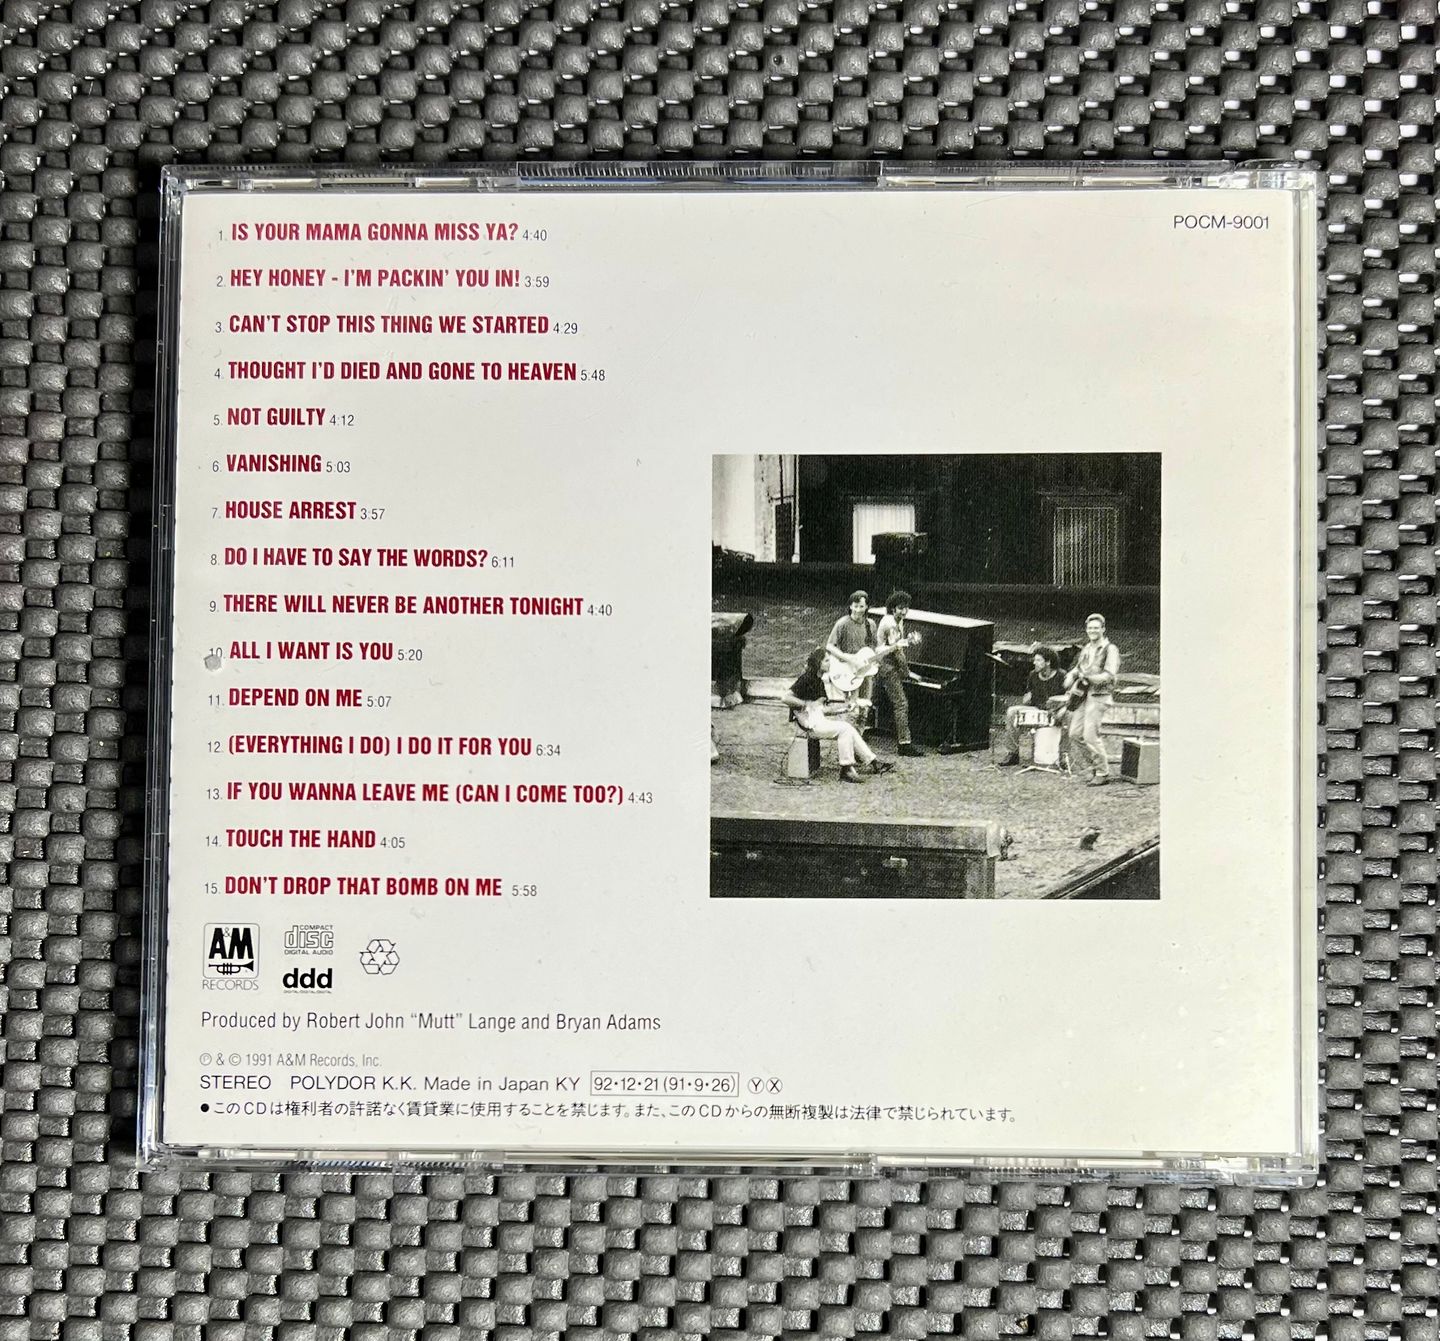 POCM-9001
1. IS YOUR MAMA GONNA MISS YA? 4:40
2. HEY HONEY - I'M PACKIN' YOU IN! 3:59
3. CAN'T STOP THIS THING WE STARTED 4:29
4. THOUGHT I'D DIED AND GONE TO HEAVEN 5:48
5. NOT GUILTY 4:12
6. VANISHING 5:03
7. HOUSE ARREST 3:57
8. DO I HAVE TO SAY THE WORDS? 6:11
9. THERE WILL NEVER BE ANOTHER TONIGHT 4:40
10. ALL I WANT IS YOU 5:20
11. DEPEND ON ME 5:07
12. (EVERYTHING I DO) I DO IT FOR YOU 6:34
13. IF YOU WANNA LEAVE ME (CAN I COME TOO?) 4:43
14. TOUCH THE HAND 4:05
15. DON'T DROP THAT BOMB ON ME 5:58
A&M
RECORDS
COMPACT
disc
DIGITAL AUDIO
ddd
Produced by Robert John “Mutt” Lange and Bryan Adams
℗ & © 1991 A&M Records, Inc.
STEREO POLYDOR K.K. Made in Japan KY 92・12・21 (91・9・26) Ⓨ Ⓧ
●このCDは権利者の許諾なく賃貸業に使用することを禁じます。また、このCDからの無断複製は法律で禁じられています。